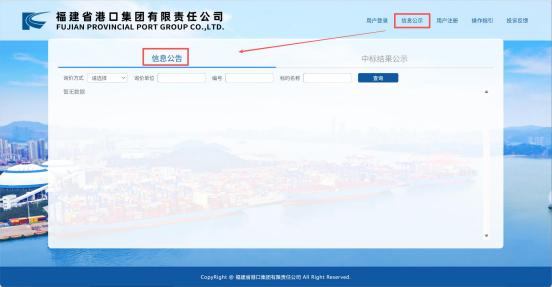 福建省港口集团有限责任公司
FUJIAN PROVINCIAL PORT GROUP CO.,LTD.
用户登录 信息公示 用户注册 操作指引 投诉反馈
信息公告 中标结果公示
询价方式 请选择 询价单位 编号 标的名称 查询
暂无数据
CopyRight @ 福建省港口集团有限责任公司 All Right Reserved.